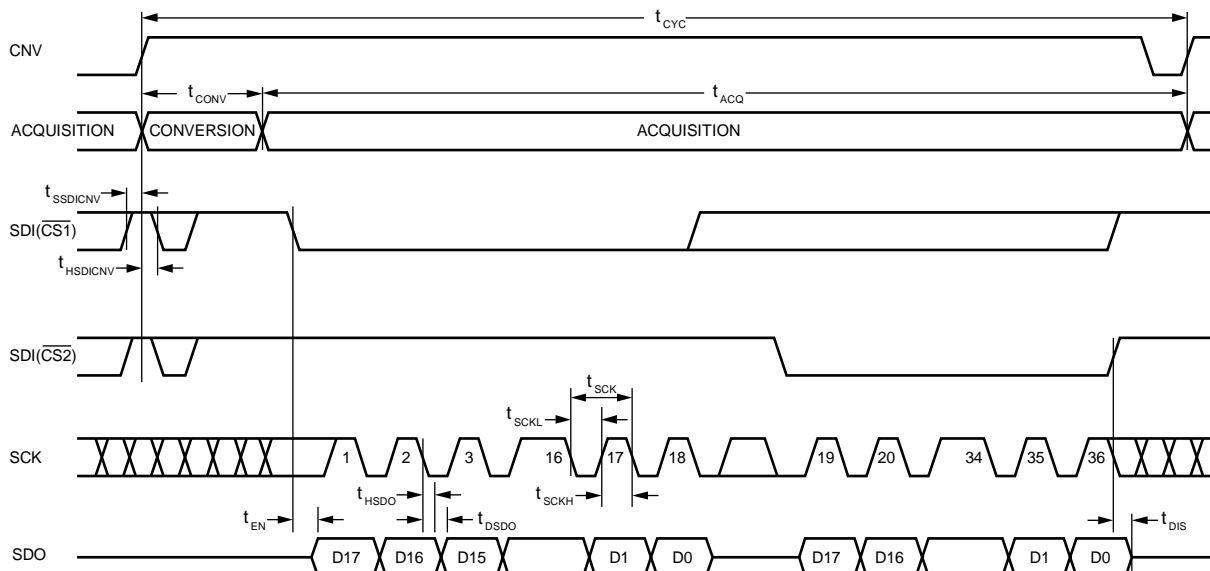 tCYC
CNV
tCONV
tACQ
ACQUISITION CONVERSION ACQUISITION
tSSDICNV
SDI(CS1)
tHSDICNV
SDI(CS2)
tSCK
tSCKL
SCK 1 2 3 16 17 18 19 20 34 35 36
tHSDO
tSCKH
tEN
tDSDO
tDIS
SDO D17 D16 D15 D1 D0 D17 D16 D1 D0